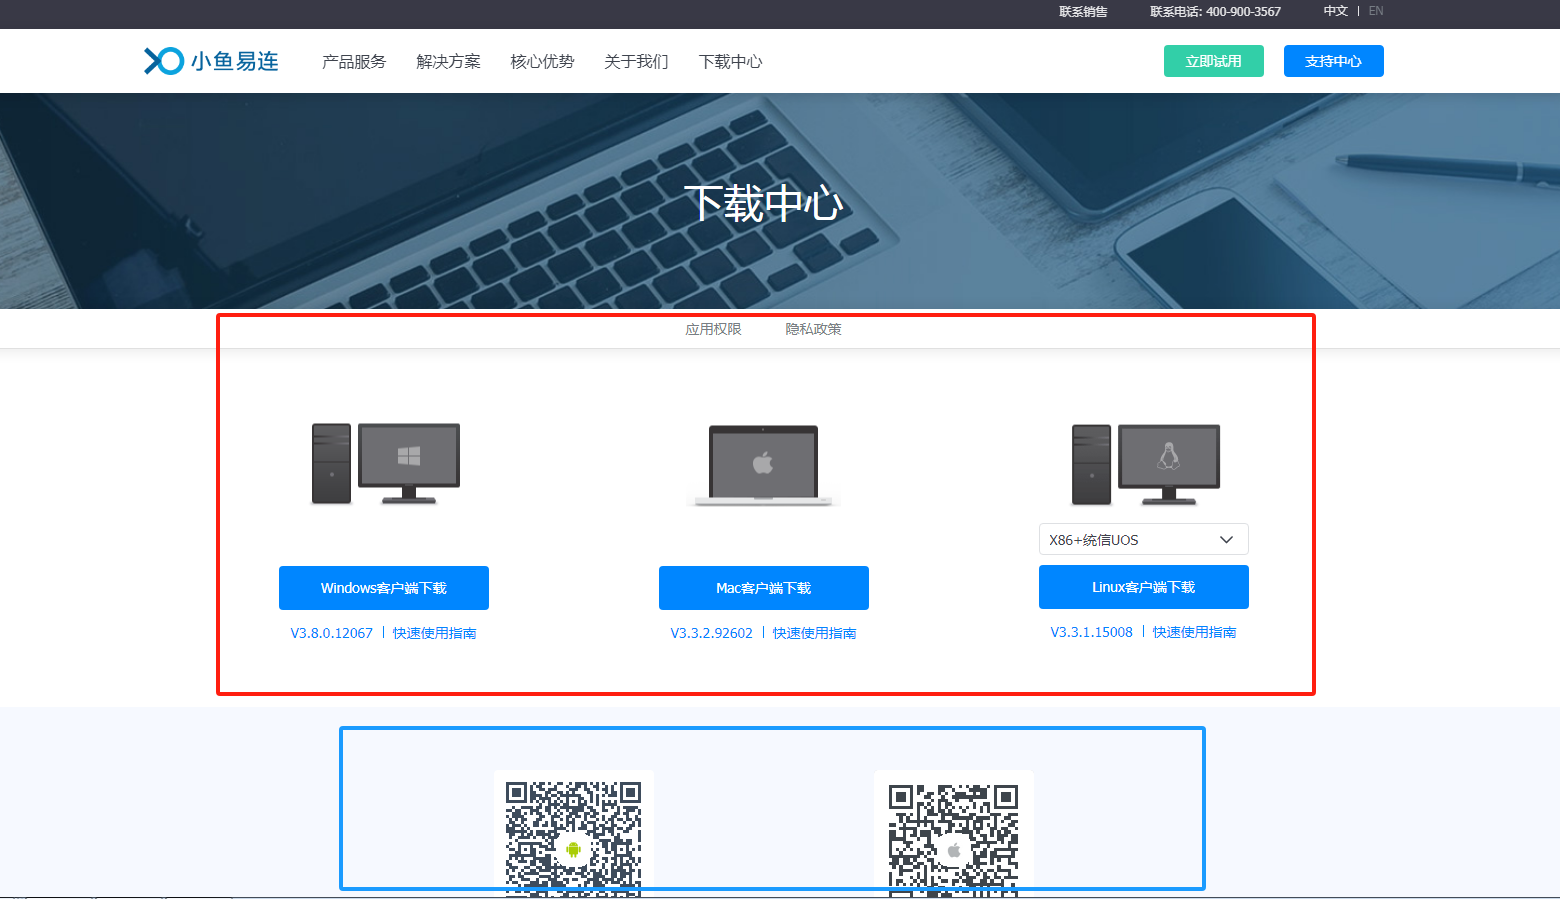 联系销售 联系电话: 400-900-3567 中文 | EN
小鱼易连 产品服务 解决方案 核心优势 关于我们 下载中心 立即试用 支持中心
下载中心
应用权限 隐私政策
X86+统信UOS
Windows客户端下载 Mac客户端下载 Linux客户端下载
V3.8.0.12067 | 快速使用指南 V3.3.2.92602 | 快速使用指南 V3.3.1.15008 | 快速使用指南